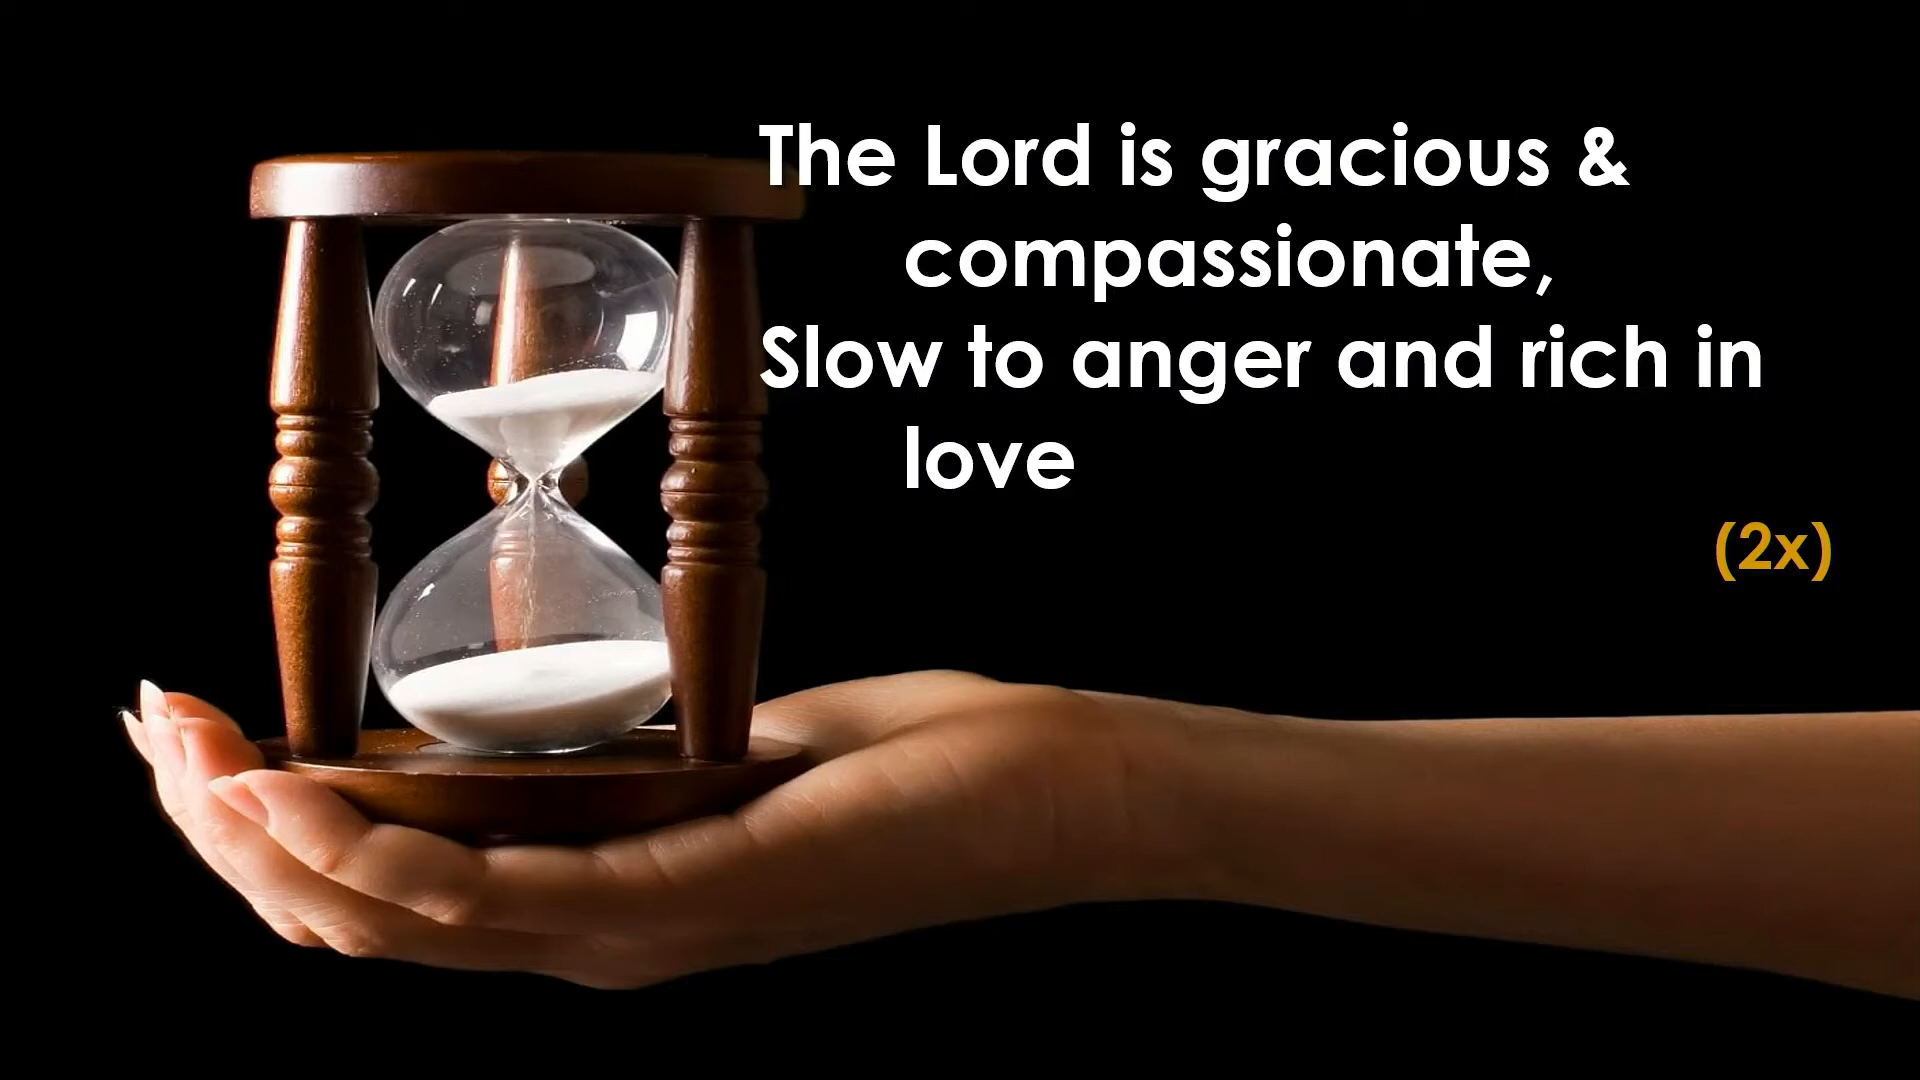 The Lord is gracious &
compassionate,
Slow to anger and rich in
love
(2x)